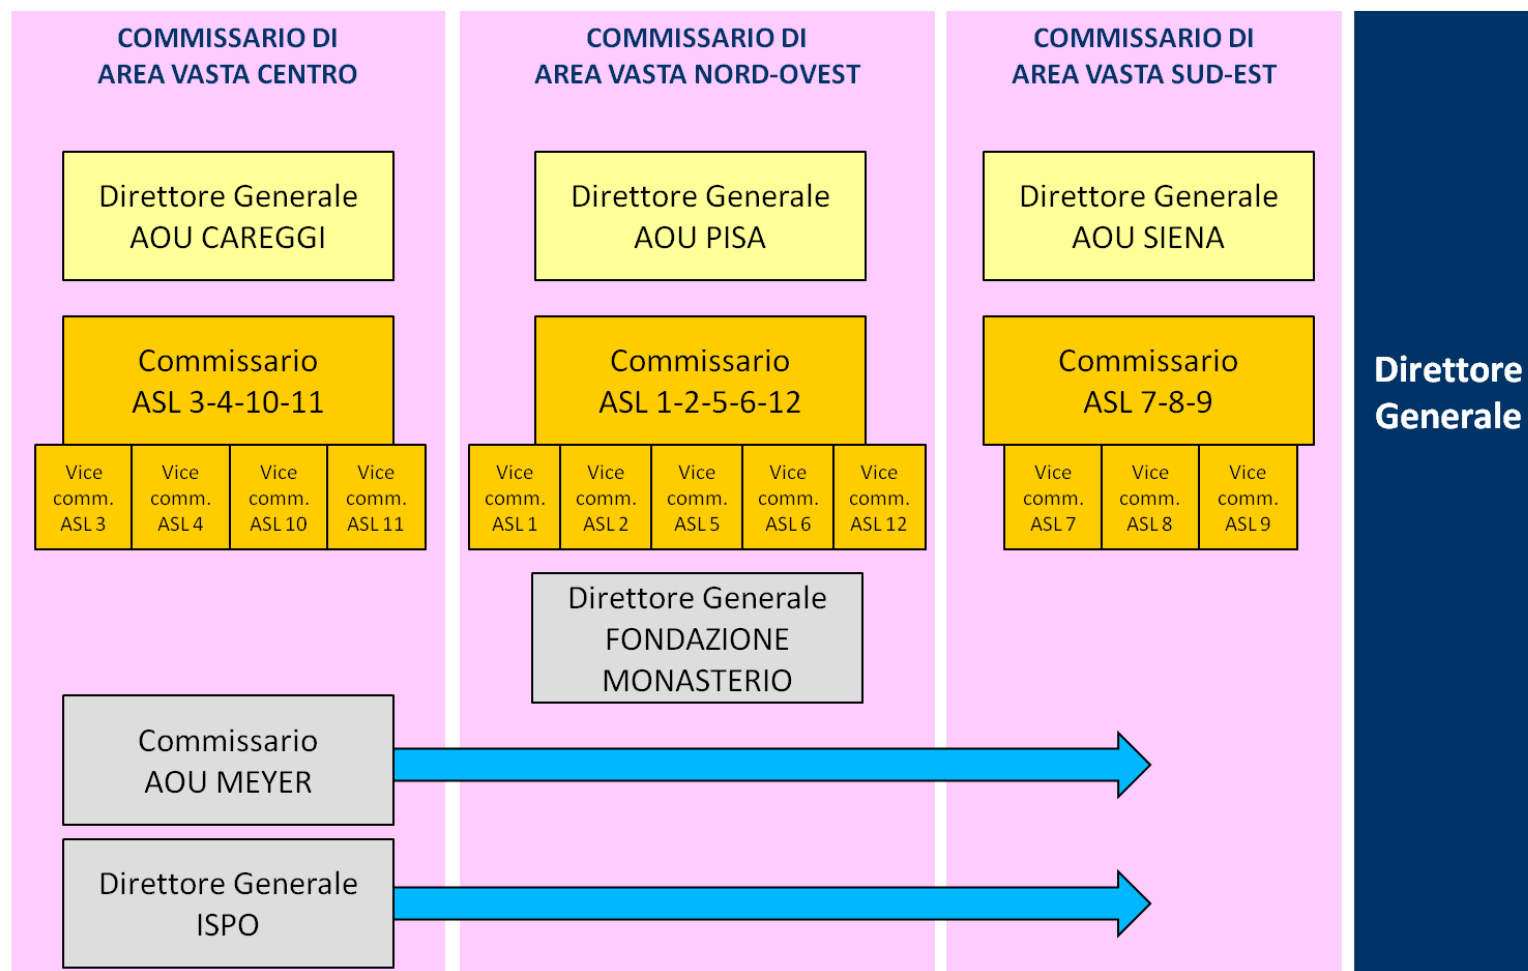 COMMISSARIO DI
AREA VASTA CENTRO
COMMISSARIO DI
AREA VASTA NORD-OVEST
COMMISSARIO DI
AREA VASTA SUD-EST
Direttore Generale
AOU CAREGGI
Direttore Generale
AOU PISA
Direttore Generale
AOU SIENA
Commissario
ASL 3-4-10-11
Commissario
ASL 1-2-5-6-12
Commissario
ASL 7-8-9
Direttore
Generale
Vice
comm.
ASL 3
Vice
comm.
ASL 4
Vice
comm.
ASL 10
Vice
comm.
ASL 11
Vice
comm.
ASL 1
Vice
comm.
ASL 2
Vice
comm.
ASL 5
Vice
comm.
ASL 6
Vice
comm.
ASL 12
Vice
comm.
ASL 7
Vice
comm.
ASL 8
Vice
comm.
ASL 9
Direttore Generale
FONDAZIONE
MONASTERIO
Commissario
AOU MEYER
Direttore Generale
ISPO